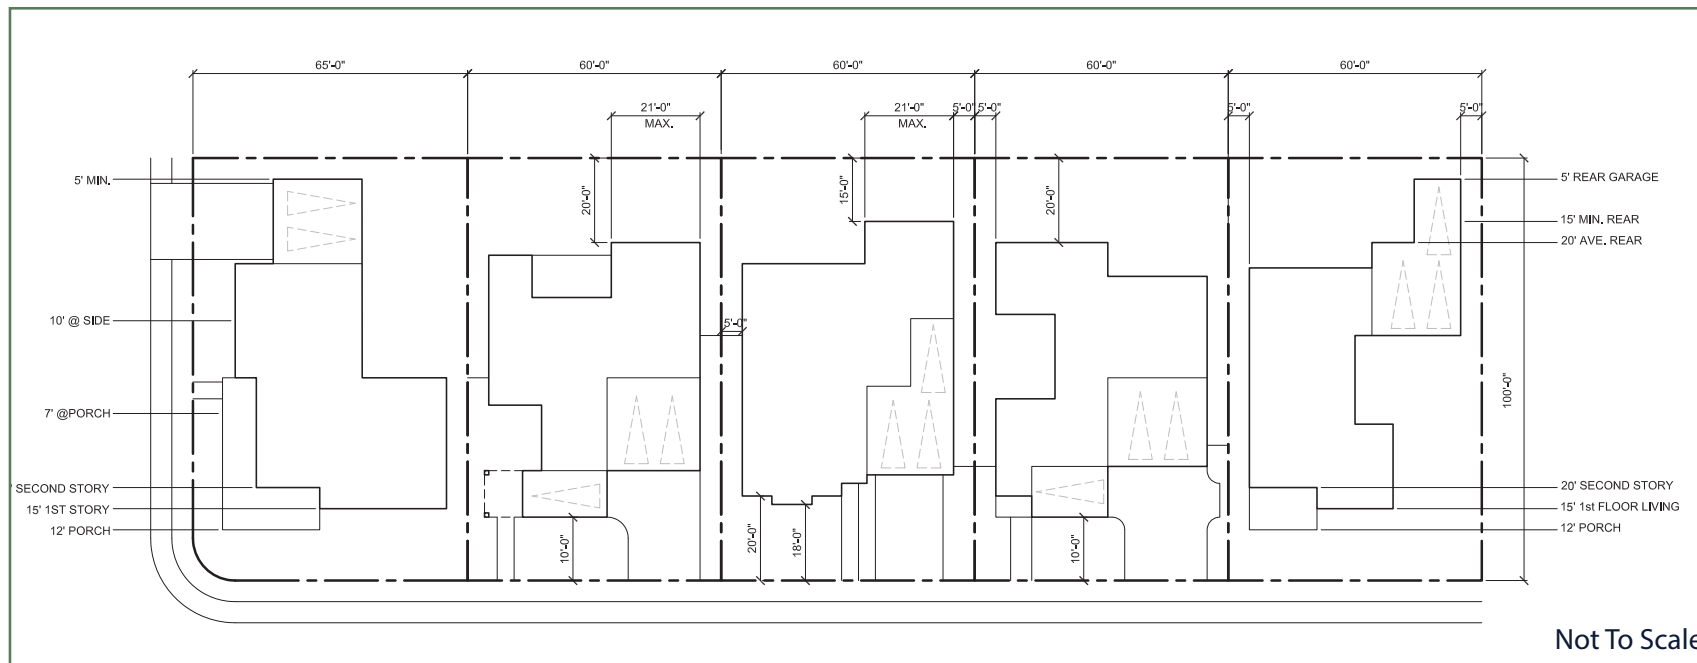 65'-0" 60'-0" 60'-0" 60'-0" 60'-0"
21'-0" 21'-0" 5'-0" 5'-0" 5'-0" 5'-0"
MAX. MAX.
5' MIN.
20'-0" 15'-0" 20'-0"
5' REAR GARAGE
15' MIN. REAR
20' AVE. REAR
10' @ SIDE
5'-0"
7' @PORCH
100'-0"
' SECOND STORY
15' 1ST STORY
12' PORCH
10'-0" 20'-0" 18'-0" 10'-0"
20' SECOND STORY
15' 1st FLOOR LIVING
12' PORCH
Not To Scale